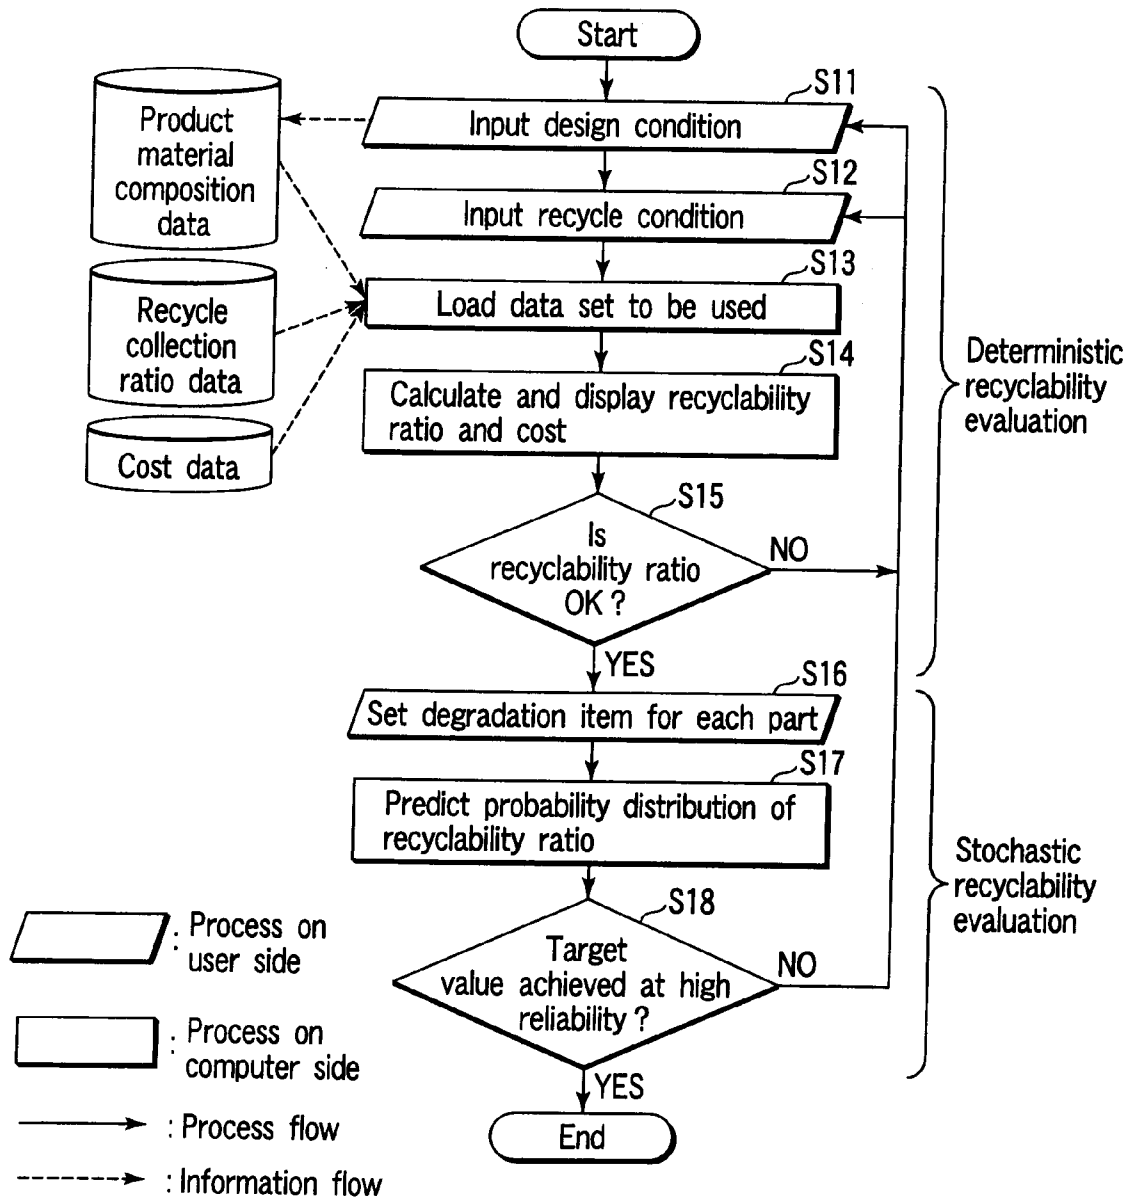 Start
S11
Input design condition
Product
material
composition
data
S12
Input recycle condition
S13
Load data set to be used
Recycle
collection
ratio data
S14
Calculate and display recyclability
ratio and cost
Cost data
Deterministic
recyclability
evaluation
S15
Is
recyclability ratio
OK ?
NO
YES
S16
Set degradation item for each part
S17
Predict probability distribution of
recyclability ratio
Stochastic
recyclability
evaluation
S18
Target
value achieved at high
reliability ?
NO
YES
End
: Process on
user side
: Process on
computer side
: Process flow
: Information flow